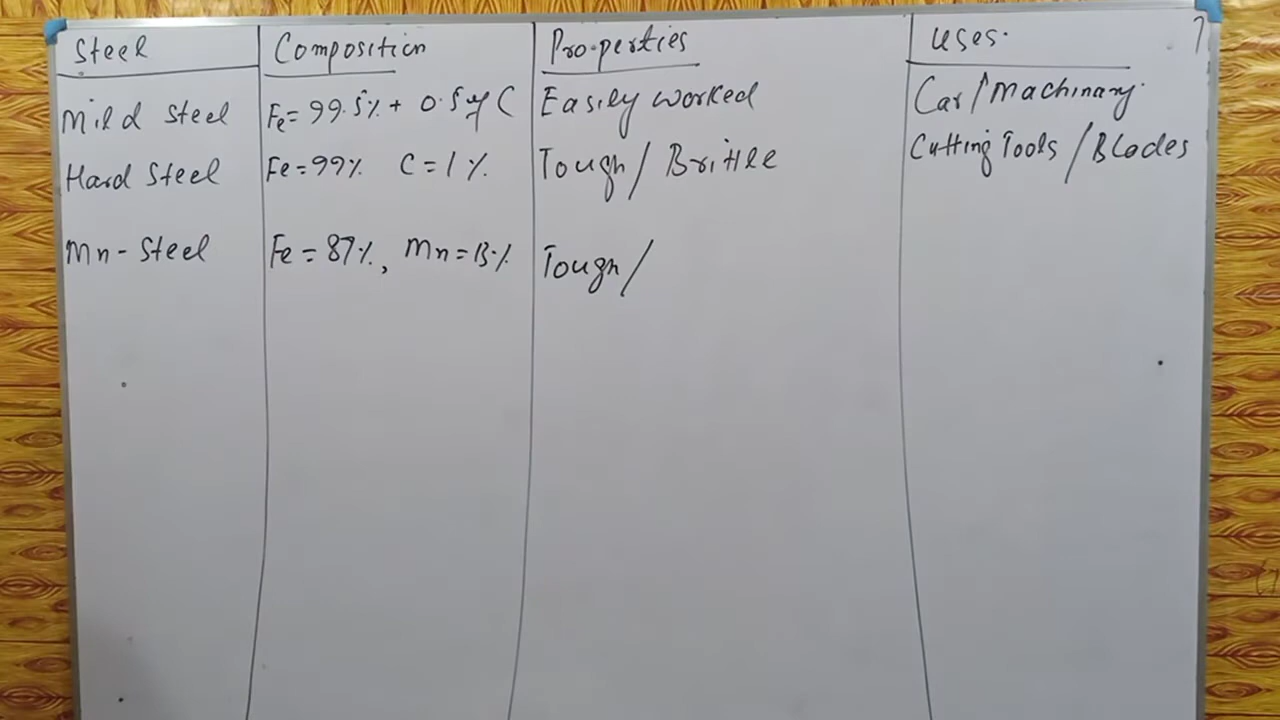 Steel Composition Properties Uses.
Mild Steel Fe = 99.5% + 0.5% of C Easily worked Car/Machinary.
Hard Steel Fe = 99% C = 1% Tough/Brittle Cutting Tools/Blades
Mn-Steel Fe = 87%, Mn = 13% Tough/